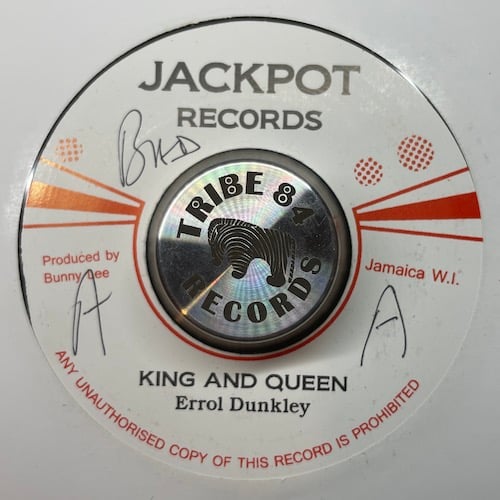 JACKPOT
RECORDS
BAD
TRIBE 84
RECORDS
Produced by
Bunny Lee
Jamaica W.I.
A
A
KING AND QUEEN
Errol Dunkley
ANY UNAUTHORISED COPY OF THIS RECORD IS PROHIBITED